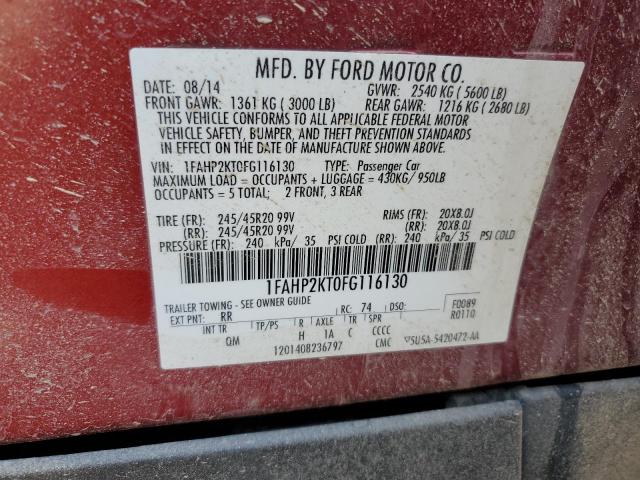 MFD. BY FORD MOTOR CO.
DATE: 08/14 GVWR: 2540 KG ( 5600 LB)
FRONT GAWR: 1361 KG ( 3000 LB) REAR GAWR: 1216 KG ( 2680 LB)
THIS VEHICLE CONFORMS TO ALL APPLICABLE FEDERAL MOTOR
VEHICLE SAFETY, BUMPER, AND THEFT PREVENTION STANDARDS
IN EFFECT ON THE DATE OF MANUFACTURE SHOWN ABOVE.
VIN: 1FAHP2KT0FG116130 TYPE: Passenger Car
MAXIMUM LOAD = OCCUPANTS + LUGGAGE = 430KG/ 950LB
OCCUPANTS = 5 TOTAL: 2 FRONT, 3 REAR
TIRE (FR): 245/45R20 99V RIMS (FR): 20X8.0J
(RR): 245/45R20 99V (RR): 20X8.0J
PRESSURE (FR): 240 kPa/ 35 PSI COLD (RR): 240 kPa/ 35 PSI COLD
1FAHP2KT0FG116130
TRAILER TOWING - SEE OWNER GUIDE
EXT PNT: RR RC: 74 DSO: F0089
INT TR TP/PS R AXLE TR SPR R0110
QM H 1A C CCCC
1201408236797 CMC 5U5A-5420472-AA